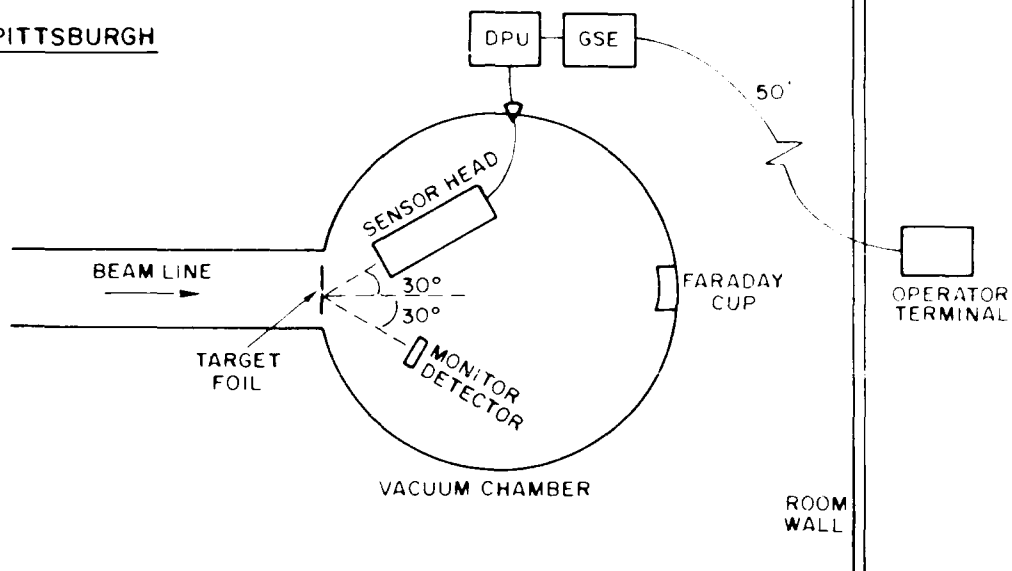 PITTSBURGH
DPU
GSE
50'
SENSOR HEAD
BEAM LINE
30°
30°
FARADAY
CUP
OPERATOR
TERMINAL
TARGET
FOIL
MONITOR
DETECTOR
VACUUM CHAMBER
ROOM
WALL